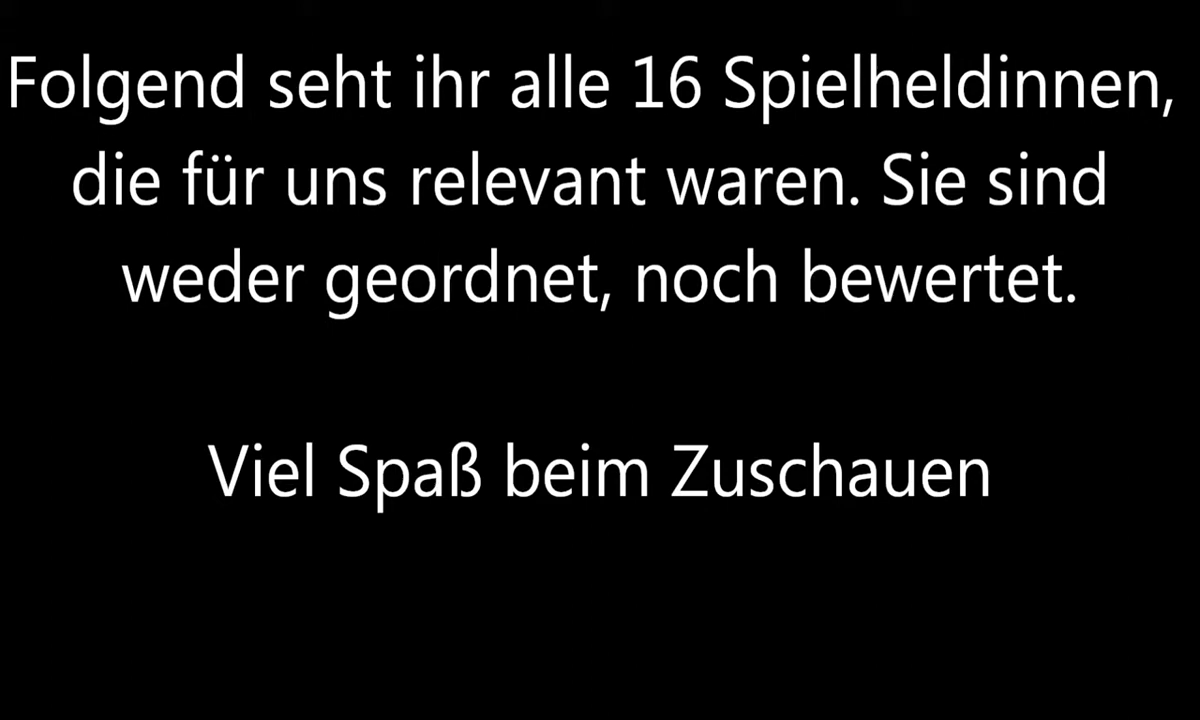 Folgend seht ihr alle 16 Spielheldinnen,
die für uns relevant waren. Sie sind
weder geordnet, noch bewertet.
Viel Spaß beim Zuschauen